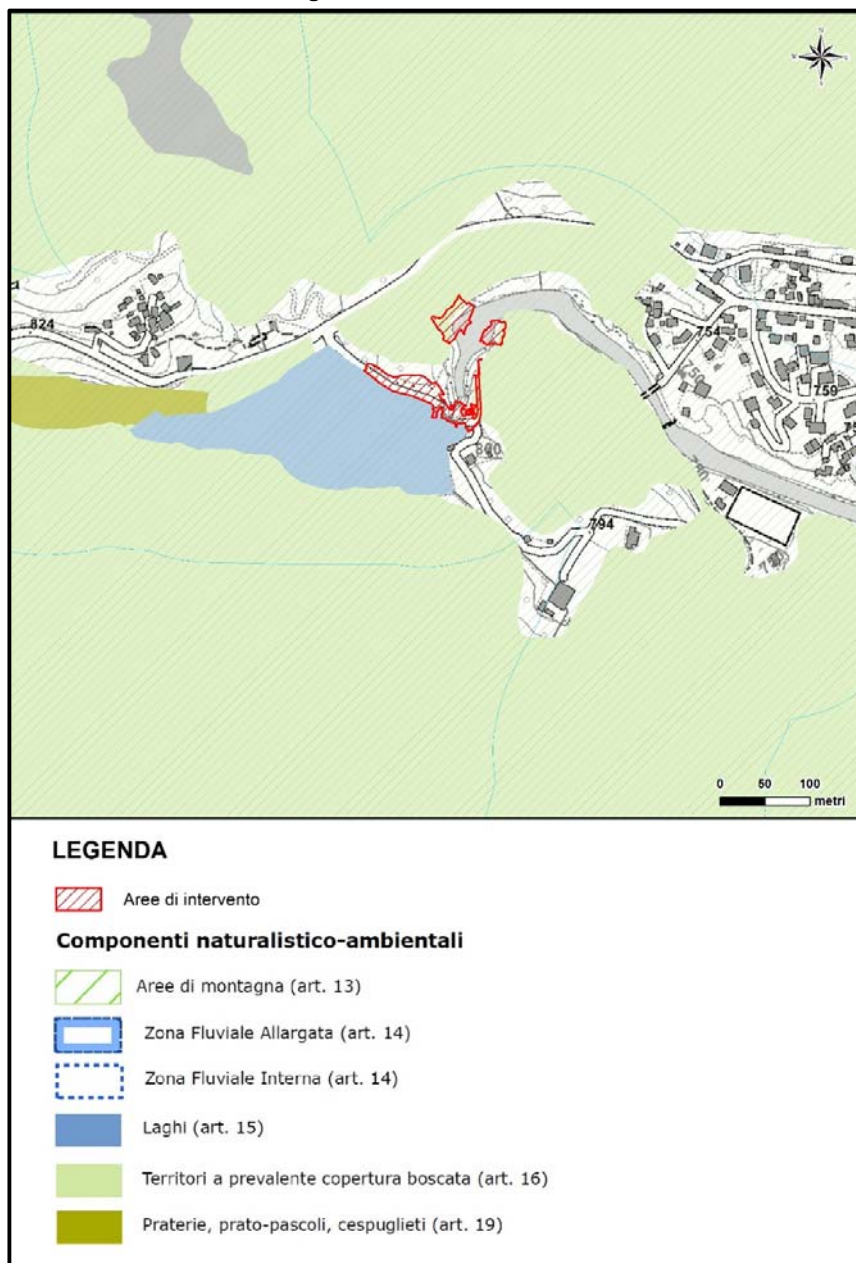 N
S
824
754
759
800
794
0 50 100
metri
LEGENDA
Aree di intervento
Componenti naturalistico-ambientali
Aree di montagna (art. 13)
Zona Fluviale Allargata (art. 14)
Zona Fluviale Interna (art. 14)
Laghi (art. 15)
Territori a prevalente copertura boscata (art. 16)
Praterie, prato-pascoli, cespuglieti (art. 19)